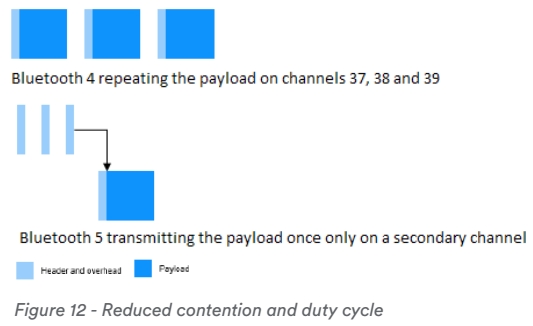 Bluetooth 4 repeating the payload on channels 37, 38 and 39
Bluetooth 5 transmitting the payload once only on a secondary channel
Header and overhead Payload
Figure 12 - Reduced contention and duty cycle